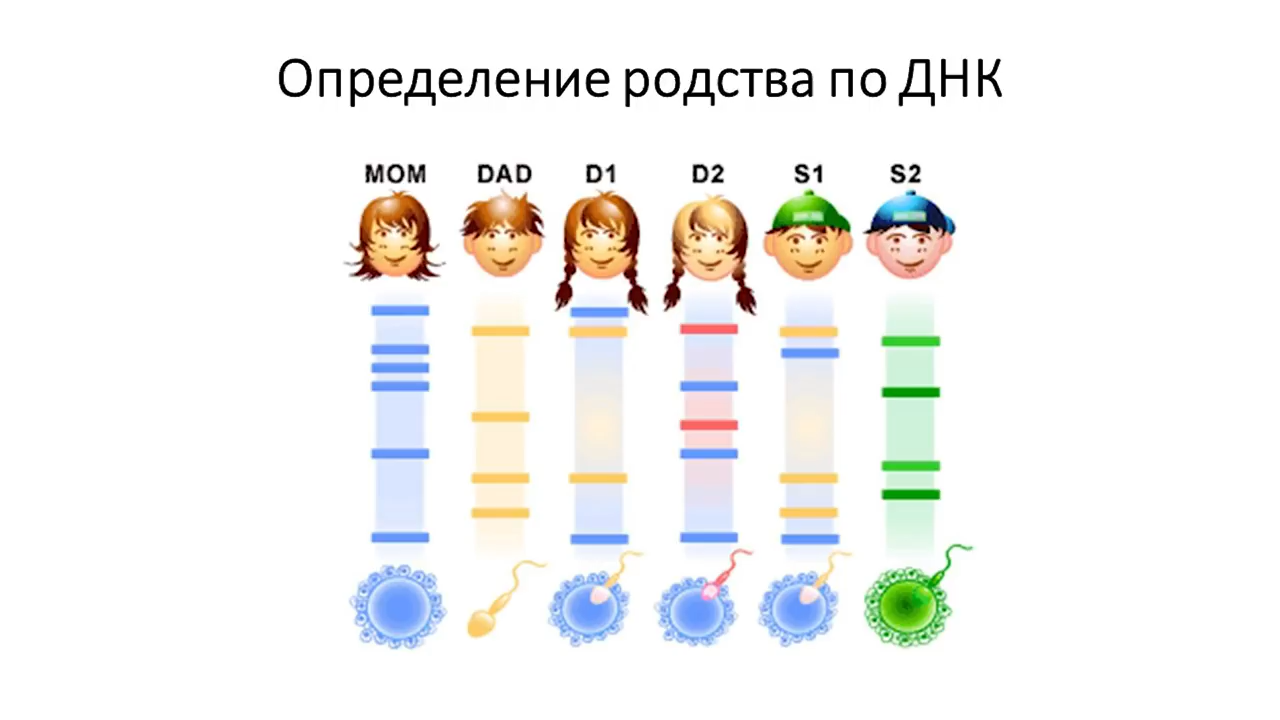 Определение родства по ДНК
MOM DAD D1 D2 S1 S2